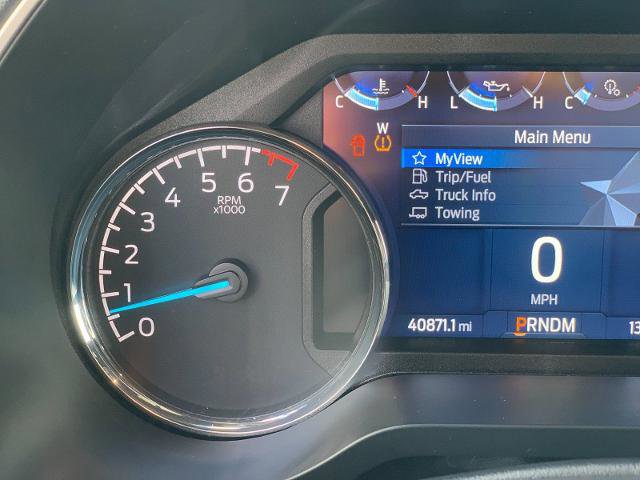 C H L H C
W
Main Menu
MyView
Trip/Fuel
Truck Info
Towing
0 1 2 3 4 5 6 7
RPM
x1000
0
MPH
40871.1 mi
PRNDM
13